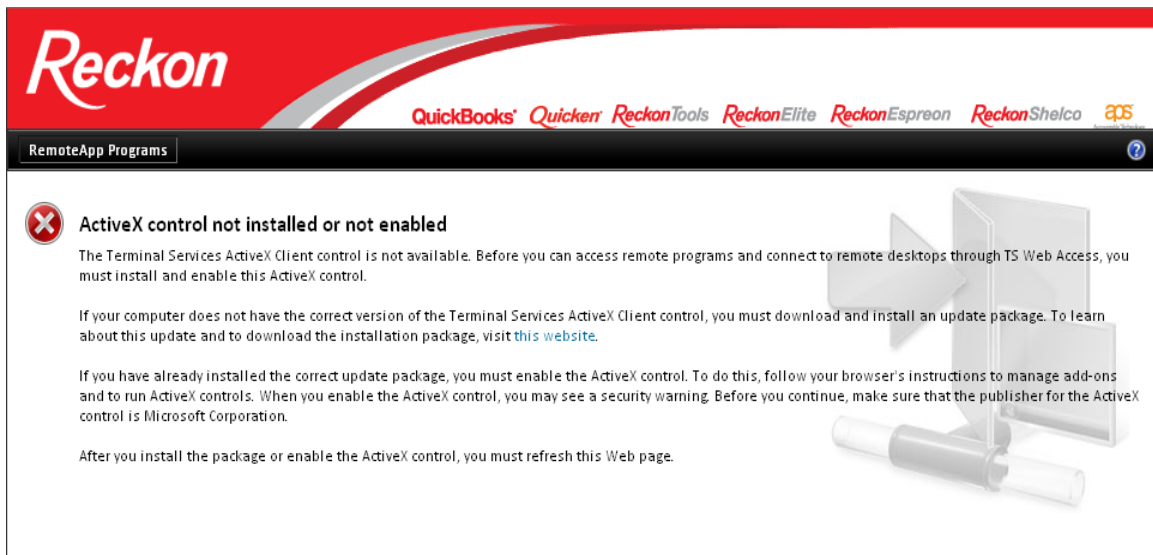 Reckon
QuickBooks Quicken ReckonTools ReckonElite ReckonEspreon ReckonShelco aps
RemoteApp Programs ?
ActiveX control not installed or not enabled
The Terminal Services ActiveX Client control is not available. Before you can access remote programs and connect to remote desktops through TS Web Access, you
must install and enable this ActiveX control.
If your computer does not have the correct version of the Terminal Services ActiveX Client control, you must download and install an update package. To learn
about this update and to download the installation package, visit this website.
If you have already installed the correct update package, you must enable the ActiveX control. To do this, follow your browser's instructions to manage add-ons
and to run ActiveX controls. When you enable the ActiveX control, you may see a security warning. Before you continue, make sure that the publisher for the ActiveX
control is Microsoft Corporation.
After you install the package or enable the ActiveX control, you must refresh this Web page.